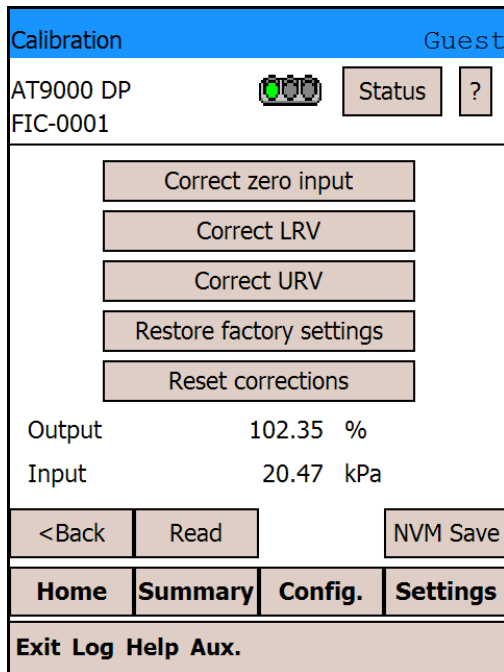 Calibration Guest
AT9000 DP Status ?
FIC-0001
Correct zero input
Correct LRV
Correct URV
Restore factory settings
Reset corrections
Output 102.35 %
Input 20.47 kPa
<Back Read NVM Save
Home Summary Config. Settings
Exit Log Help Aux.